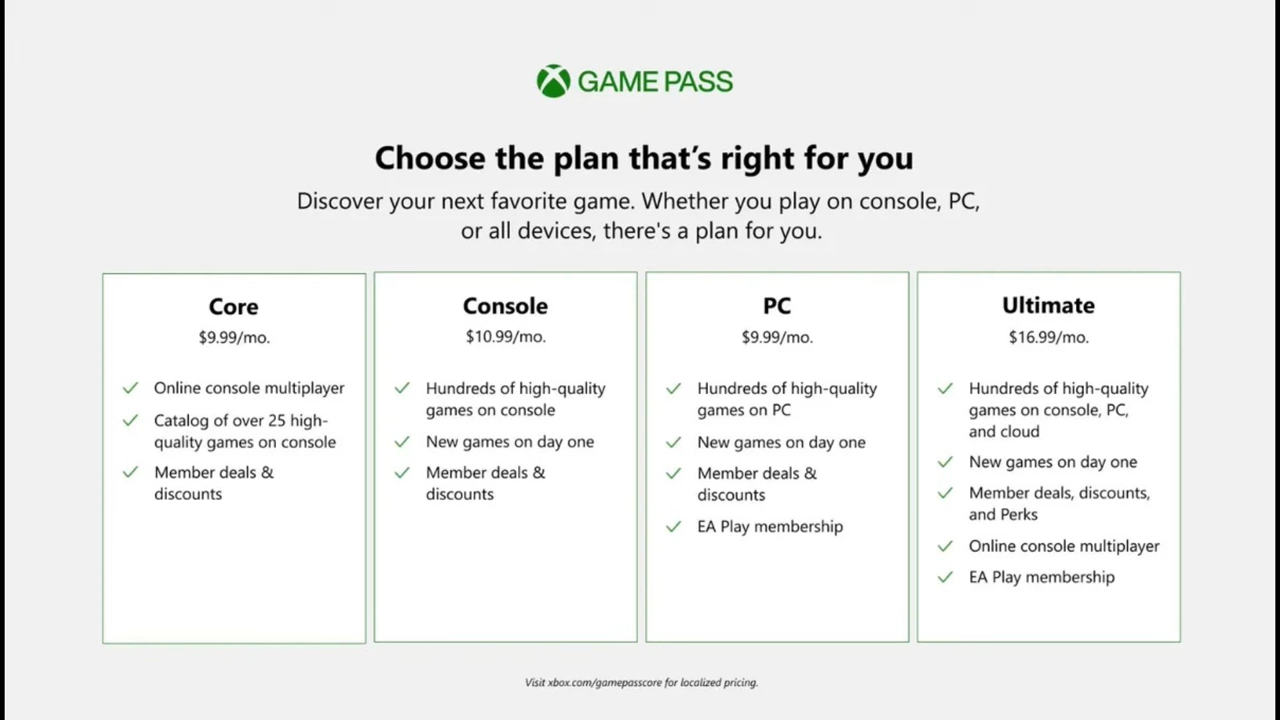 GAME PASS
Choose the plan that’s right for you
Discover your next favorite game. Whether you play on console, PC,
or all devices, there's a plan for you.
Core
$9.99/mo.
Online console multiplayer
Catalog of over 25 high-
quality games on console
Member deals &
discounts
Console
$10.99/mo.
Hundreds of high-quality
games on console
New games on day one
Member deals &
discounts
PC
$9.99/mo.
Hundreds of high-quality
games on PC
New games on day one
Member deals &
discounts
EA Play membership
Ultimate
$16.99/mo.
Hundreds of high-quality
games on console, PC,
and cloud
New games on day one
Member deals, discounts,
and Perks
Online console multiplayer
EA Play membership
Visit xbox.com/gamepasscore for localized pricing.